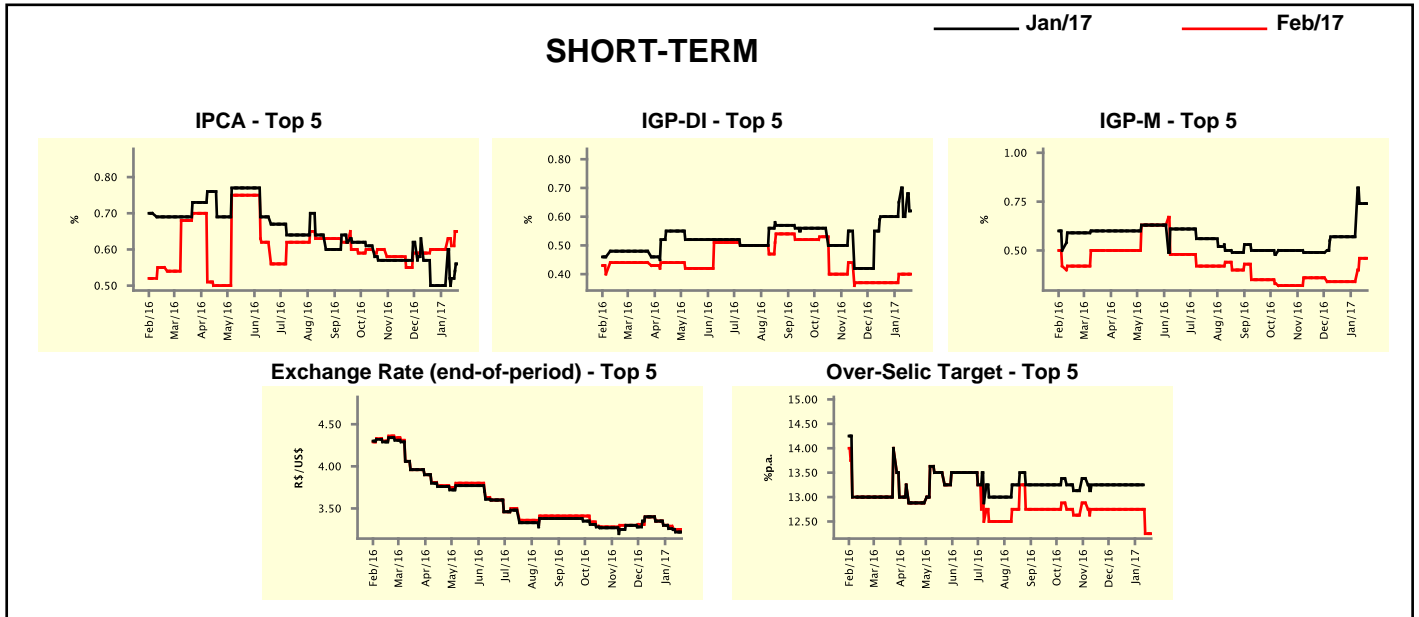 Jan/17 Feb/17
SHORT-TERM
IPCA - Top 5
%
0.80
0.70
0.60
0.50
Feb/16 Mar/16 Apr/16 May/16 Jun/16 Jul/16 Aug/16 Sep/16 Oct/16 Nov/16 Dec/16 Jan/17
IGP-DI - Top 5
%
0.80
0.70
0.60
0.50
0.40
Feb/16 Mar/16 Apr/16 May/16 Jun/16 Jul/16 Aug/16 Sep/16 Oct/16 Nov/16 Dec/16 Jan/17
IGP-M - Top 5
%
1.00
0.75
0.50
Feb/16 Mar/16 Apr/16 May/16 Jun/16 Jul/16 Aug/16 Sep/16 Oct/16 Nov/16 Dec/16 Jan/17
Exchange Rate (end-of-period) - Top 5
R$/US$
4.50
4.00
3.50
Feb/16 Mar/16 Apr/16 May/16 Jun/16 Jul/16 Aug/16 Sep/16 Oct/16 Nov/16 Dec/16 Jan/17
Over-Selic Target - Top 5
%p.a.
15.00
14.50
14.00
13.50
13.00
12.50
Feb/16 Mar/16 Apr/16 May/16 Jun/16 Jul/16 Aug/16 Sep/16 Oct/16 Nov/16 Dec/16 Jan/17